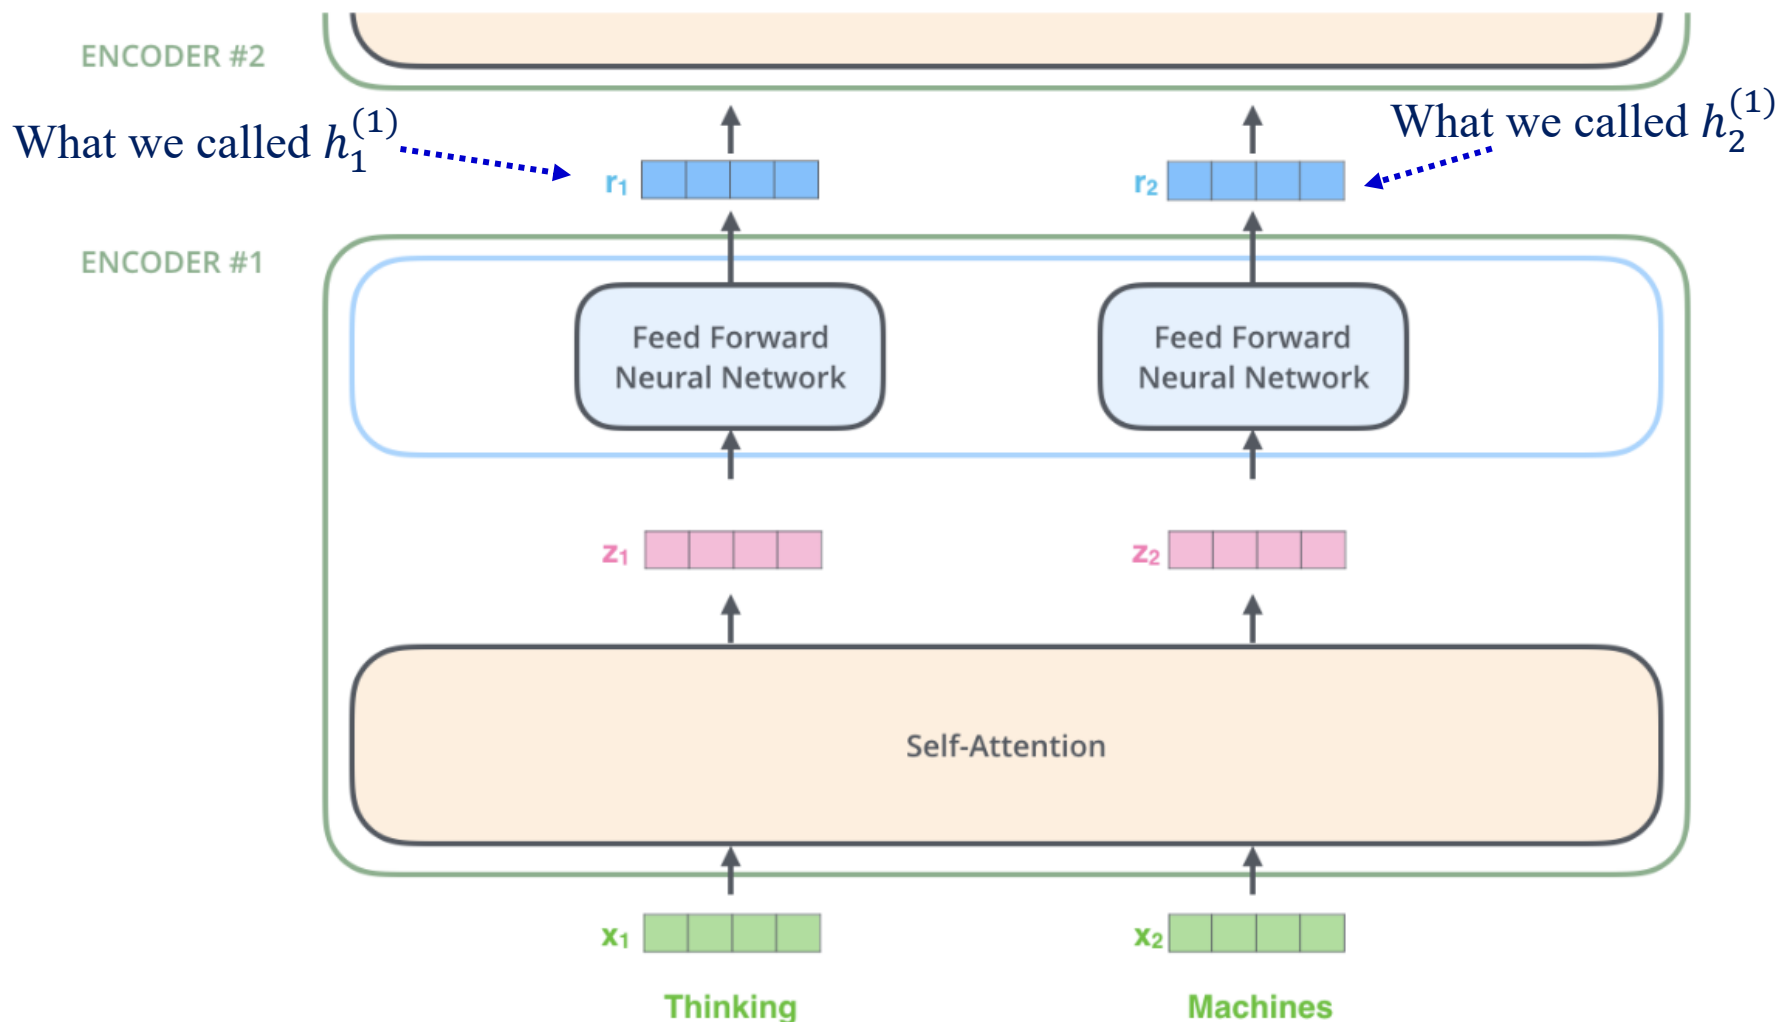 ENCODER #2
What we called h_1^(1)
What we called h_2^(1)
r1
r2
ENCODER #1
Feed Forward
Neural Network
Feed Forward
Neural Network
z1
z2
Self-Attention
x1
x2
Thinking
Machines